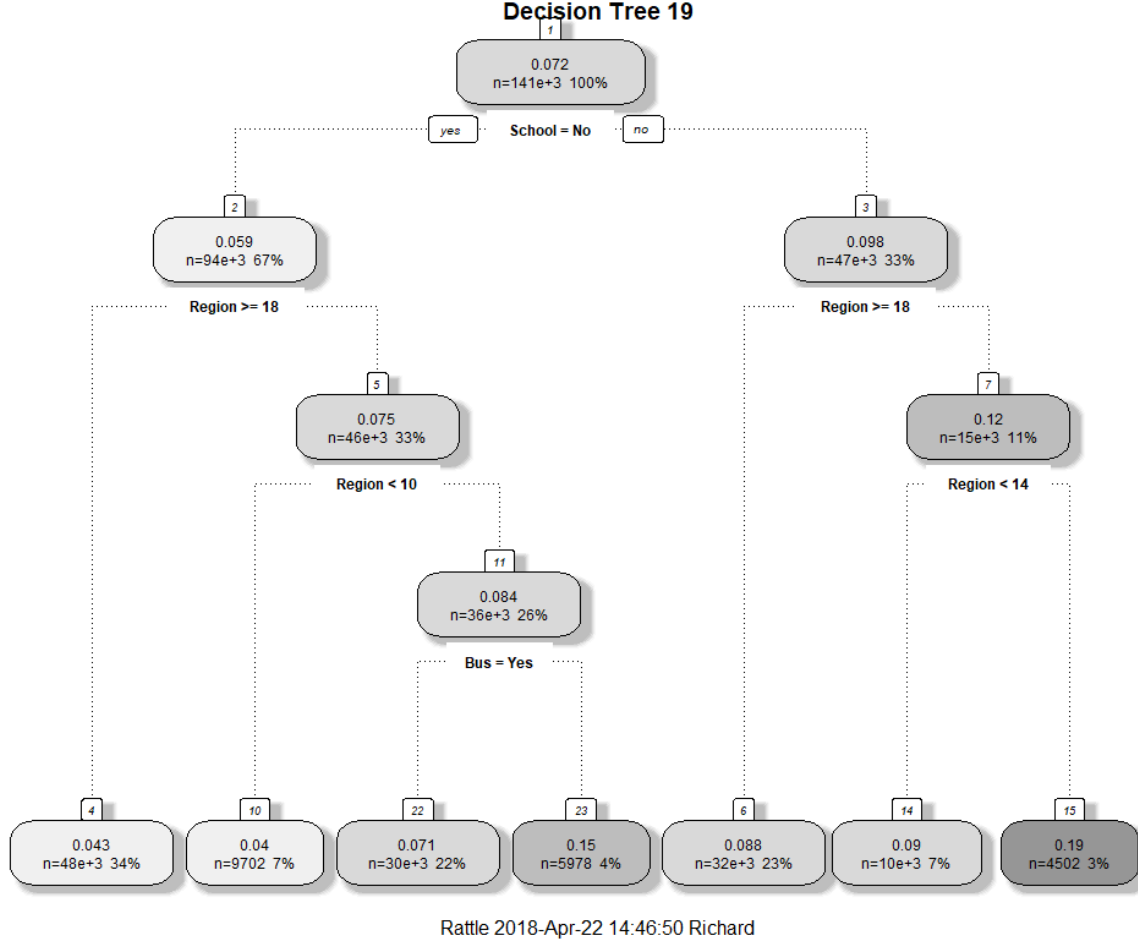 Decision Tree 19
1
0.072
n=141e+3 100%
yes School = No no
2
0.059
n=94e+3 67%
3
0.098
n=47e+3 33%
Region >= 18
Region >= 18
5
0.075
n=46e+3 33%
7
0.12
n=15e+3 11%
Region < 10
Region < 14
11
0.084
n=36e+3 26%
Bus = Yes
4
0.043
n=48e+3 34%
10
0.04
n=9702 7%
22
0.071
n=30e+3 22%
23
0.15
n=5978 4%
6
0.088
n=32e+3 23%
14
0.09
n=10e+3 7%
15
0.19
n=4502 3%
Rattle 2018-Apr-22 14:46:50 Richard